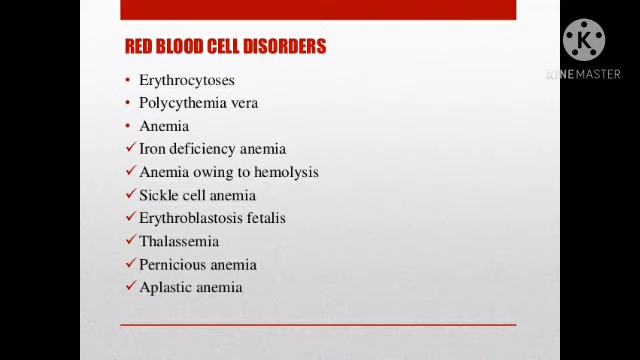 RED BLOOD CELL DISORDERS
• Erythrocytoses
• Polycythemia vera
• Anemia
✓ Iron deficiency anemia
✓ Anemia owing to hemolysis
✓ Sickle cell anemia
✓ Erythroblastosis fetalis
✓ Thalassemia
✓ Pernicious anemia
✓ Aplastic anemia
K
KINEMASTER